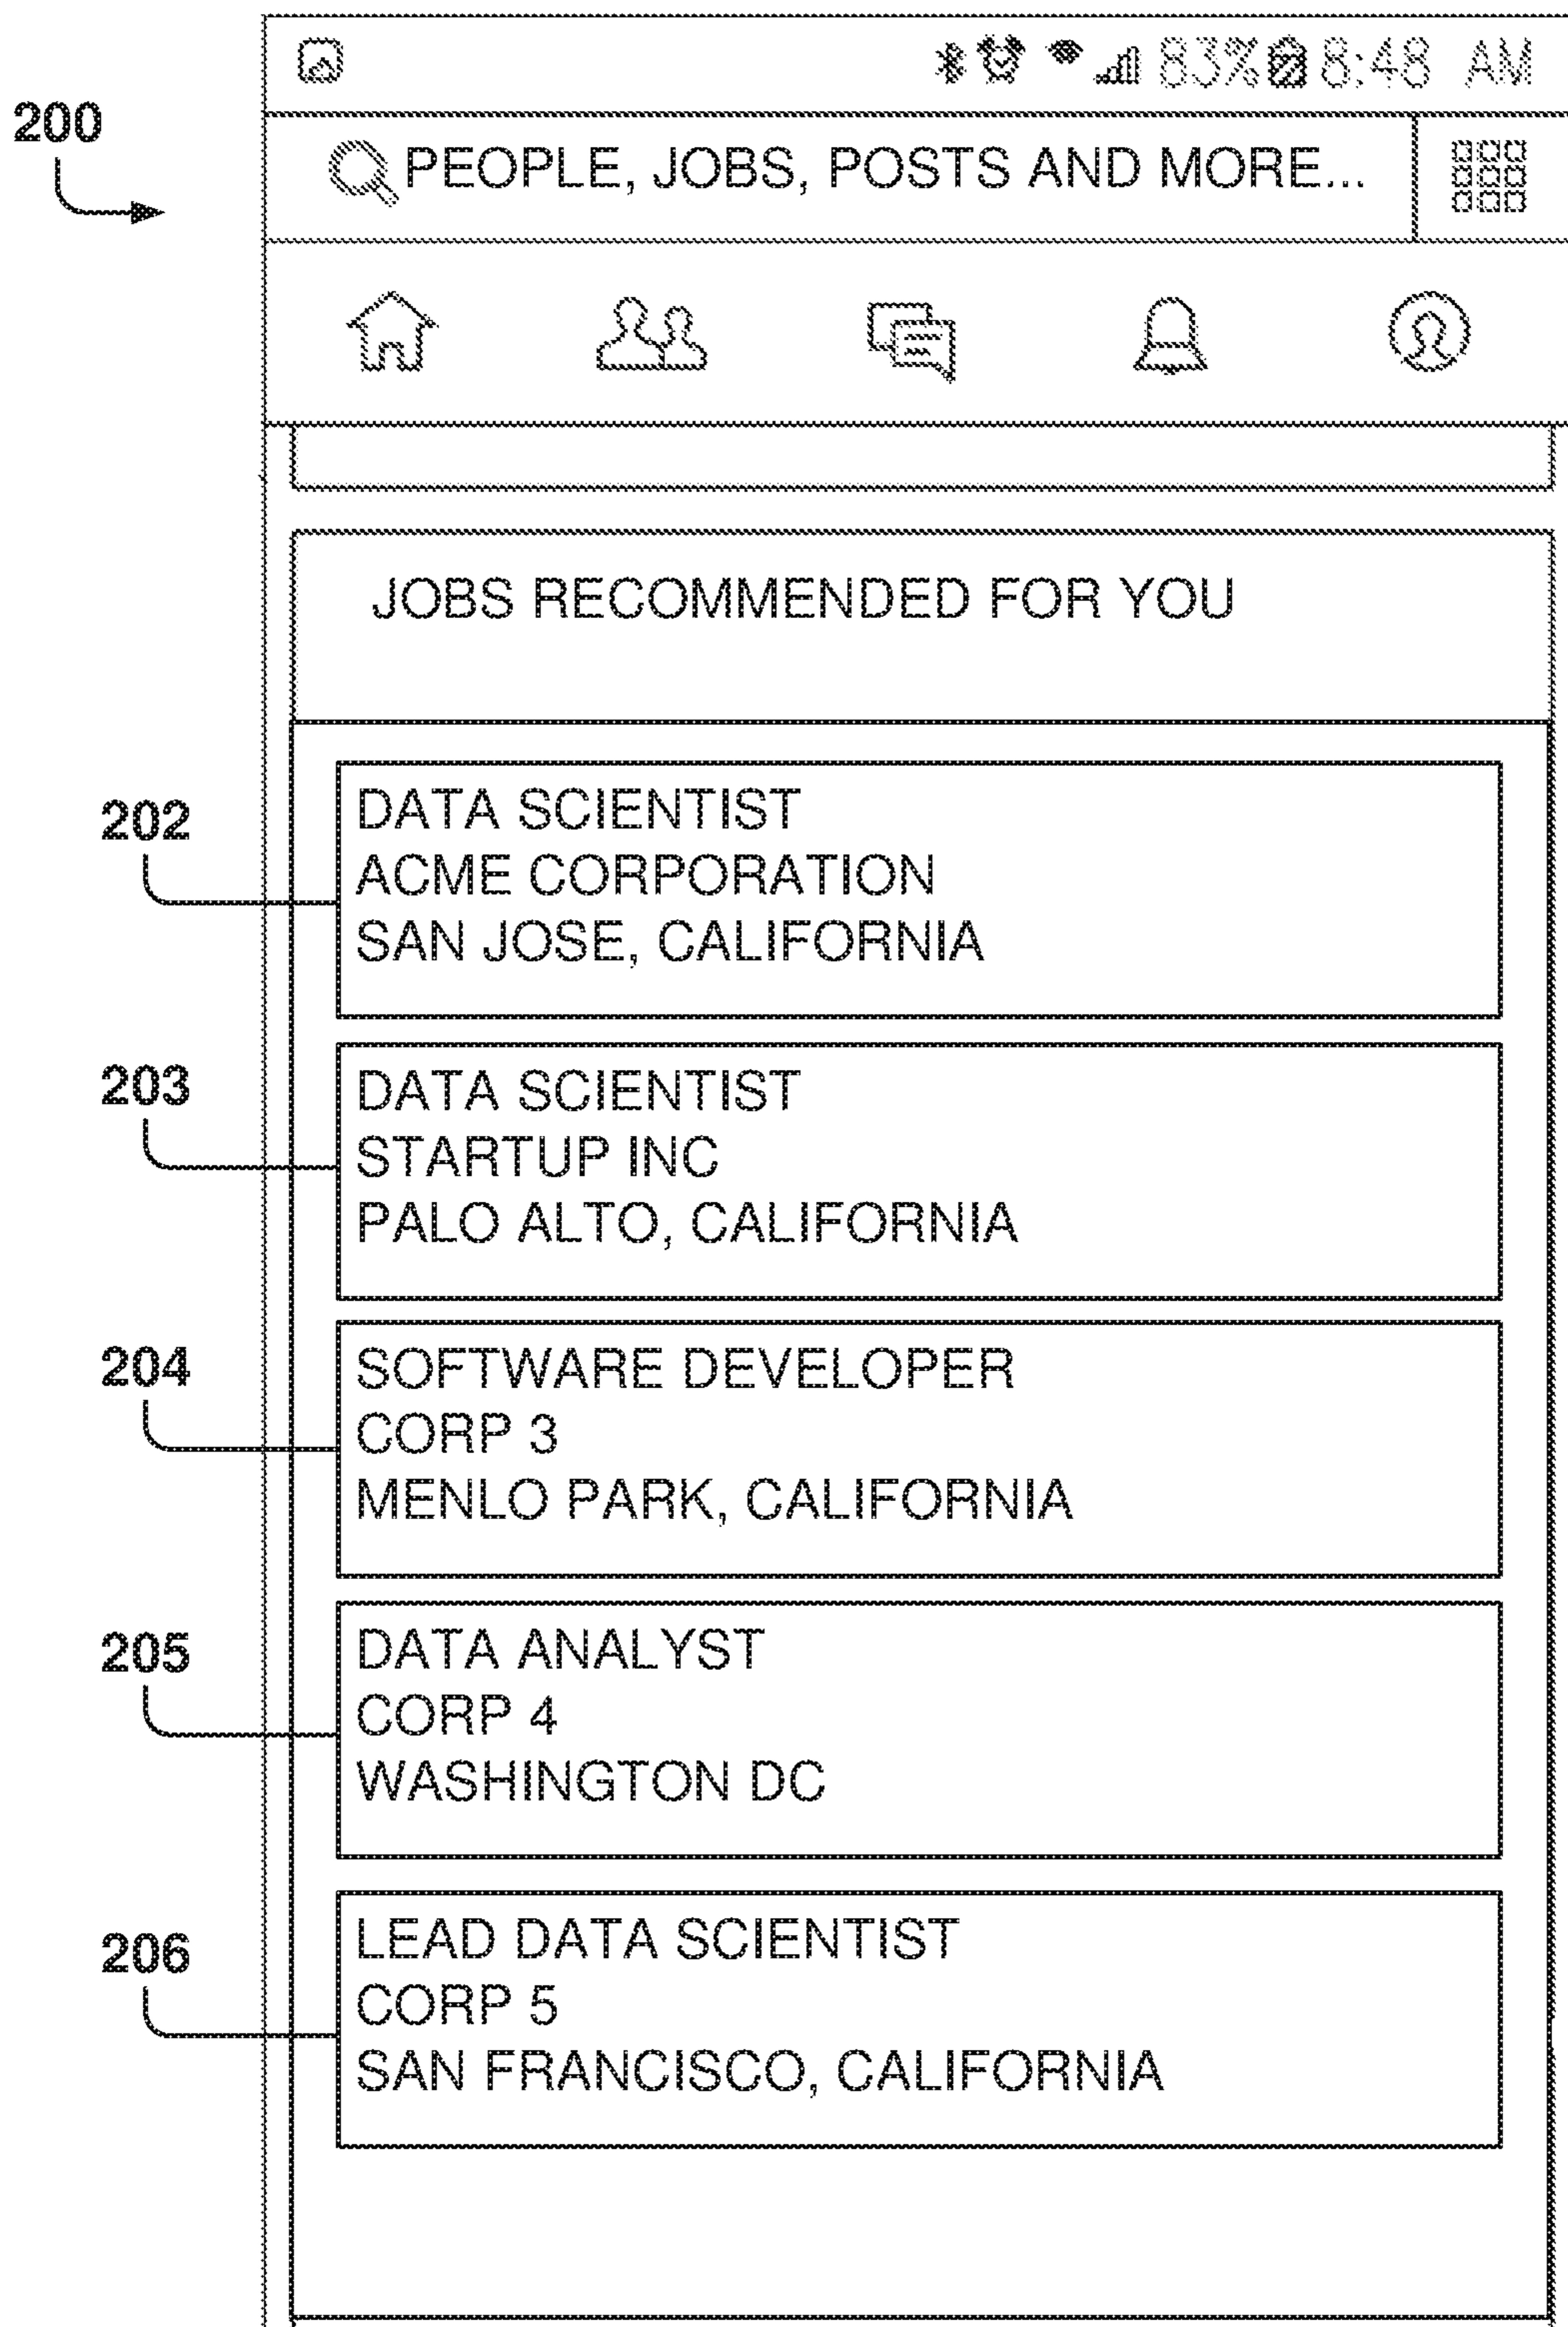 83% 8:48 AM
200
PEOPLE, JOBS, POSTS AND MORE...
JOBS RECOMMENDED FOR YOU
202
DATA SCIENTIST
ACME CORPORATION
SAN JOSE, CALIFORNIA
203
DATA SCIENTIST
STARTUP INC
PALO ALTO, CALIFORNIA
204
SOFTWARE DEVELOPER
CORP 3
MENLO PARK, CALIFORNIA
205
DATA ANALYST
CORP 4
WASHINGTON DC
206
LEAD DATA SCIENTIST
CORP 5
SAN FRANCISCO, CALIFORNIA